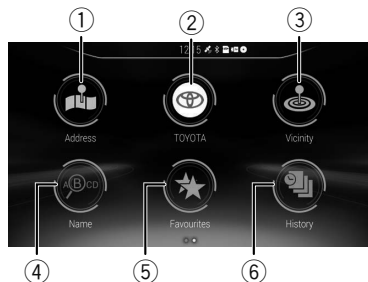 ① ② ③
12:15
Address TOYOTA Vicinity
ABCD
Name Favourites History
④ ⑤ ⑥